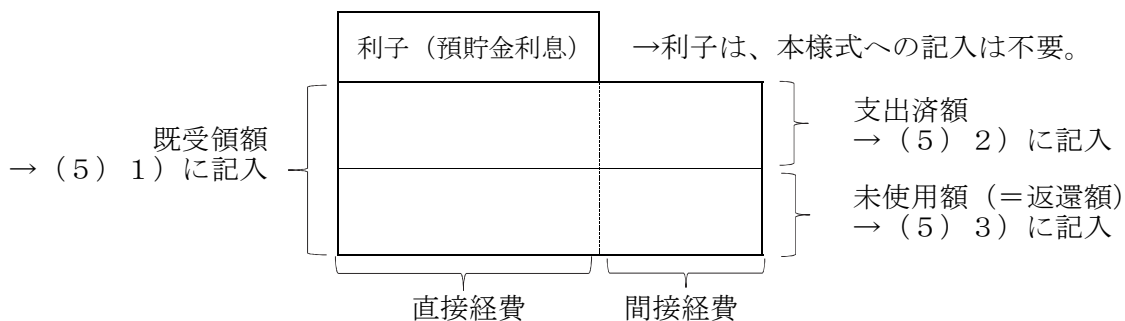 利子（預貯金利息）
→利子は、本様式への記入は不要。
既受領額
→（５）１）に記入
支出済額
→（５）２）に記入
未使用額（＝返還額）
→（５）３）に記入
直接経費
間接経費